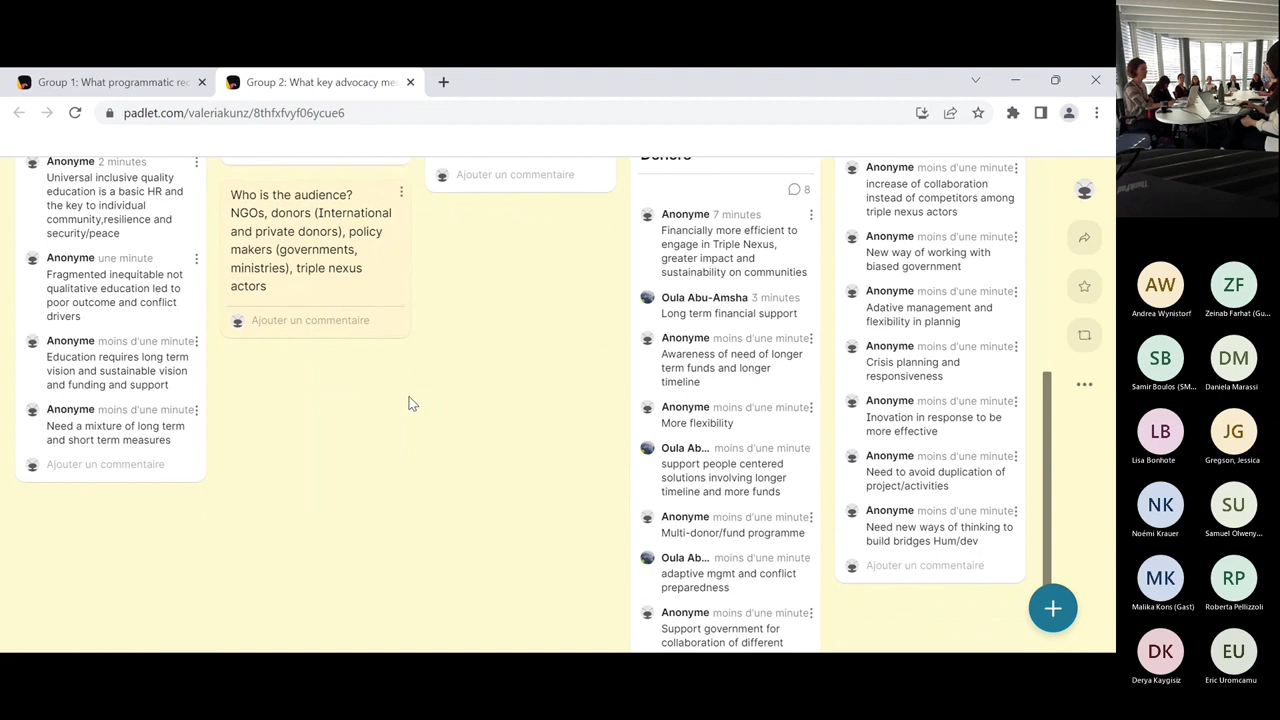 Group 1: What programmatic rec
Group 2: What key advocacy me
padlet.com/valeriakunz/8thfxfvyf06ycue6
Anonyme 2 minutes
Universal inclusive quality
education is a basic HR and
the key to individual
community,resilience and
security/peace
Anonyme une minute
Fragmented inequitable not
qualitative education led to
poor outcome and conflict
drivers
Anonyme moins d'une minute
Education requires long term
vision and sustainable vision
and funding and support
Anonyme moins d'une minute
Need a mixture of long term
and short term measures
Ajouter un commentaire
Who is the audience?
NGOs, donors (International
and private donors), policy
makers (governments,
ministries), triple nexus
actors
Ajouter un commentaire
Ajouter un commentaire
Donors
8
Anonyme 7 minutes
Financially more efficient to
engage in Triple Nexus,
greater impact and
sustainability on communities
Oula Abu-Amsha 3 minutes
Long term financial support
Anonyme moins d'une minute
Awareness of need of longer
term funds and longer
timeline
Anonyme moins d'une minute
More flexibility
Oula Ab... moins d'une minute
support people centered
solutions involving longer
timeline and more funds
Anonyme moins d'une minute
Multi-donor/fund programme
Oula Ab... moins d'une minute
adaptive mgmt and conflict
preparedness
Anonyme moins d'une minute
Support government for
collaboration of different
Anonyme moins d'une minute
increase of collaboration
instead of competitors among
triple nexus actors
Anonyme moins d'une minute
New way of working with
biased government
Anonyme moins d'une minute
Adative management and
flexibility in plannig
Anonyme moins d'une minute
Crisis planning and
responsiveness
Anonyme moins d'une minute
Inovation in response to be
more effective
Anonyme moins d'une minute
Need to avoid duplication of
project/activities
Anonyme moins d'une minute
Need new ways of thinking to
build bridges Hum/dev
Ajouter un commentaire
ThinkPad
AW
Andrea Wynistorf
ZF
Zeinab Farhat (Gu...
SB
Samir Boulos (SM...
DM
Daniela Marassi
LB
Lisa Bonhote
JG
Gregson, Jessica
NK
Noémi Krauer
SU
Samuel Olweny...
MK
Malika Kons (Gast)
RP
Roberta Pellizzoli
DK
Derya Kaygisiz
EU
Eric Uromcamu